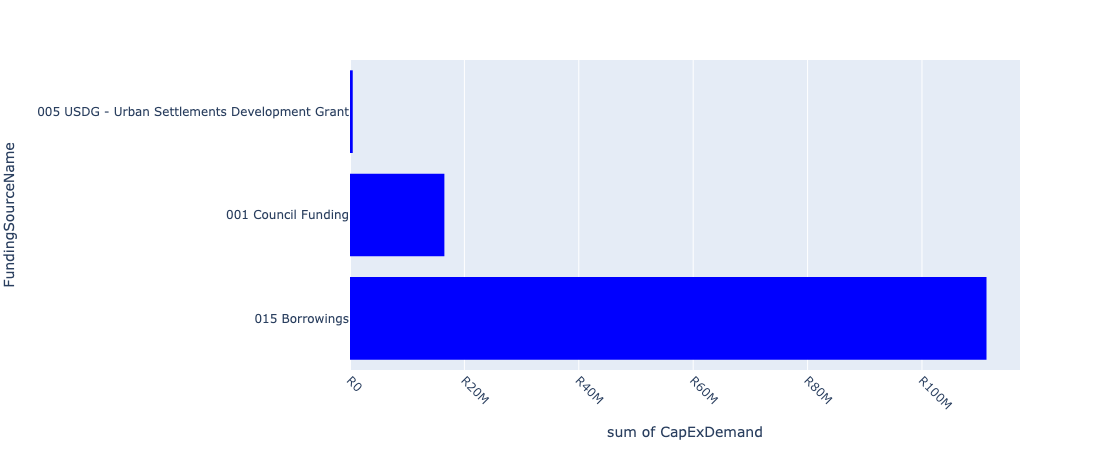 005 USDG - Urban Settlements Development Grant
001 Council Funding
015 Borrowings
FundingSourceName
R0
R20M
R40M
R60M
R80M
R100M
sum of CapExDemand